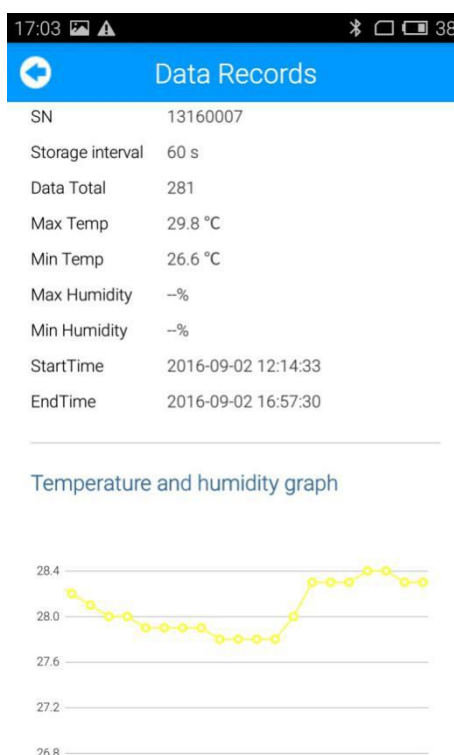 17:03 38
Data Records
SN 13160007
Storage interval 60 s
Data Total 281
Max Temp 29.8 °C
Min Temp 26.6 °C
Max Humidity --%
Min Humidity --%
StartTime 2016-09-02 12:14:33
EndTime 2016-09-02 16:57:30
Temperature and humidity graph
28.4
28.0
27.6
27.2
26.8